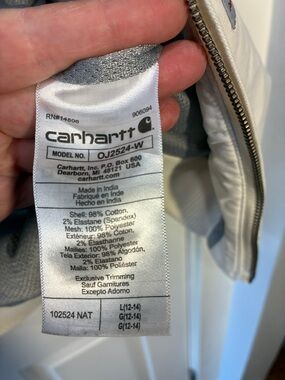 RN#14806
906094
carhartt
MODEL NO. OJ2524-W
Carhartt, Inc. P.O. Box 600
Dearborn, MI 48121 USA
carhartt.com
Made in India
Fabriqué en Inde
Hecho en India
Shell: 98% Cotton,
2% Elastane (Spandex)
Mesh: 100% Polyester
Extérieur: 98% Coton,
2% Élasthanne
Mailles: 100% Polyester
Tela Exterior: 98% Algodón,
2% Elastano
Malla: 100% Poliéster
Exclusive Trimming
Sauf Garnitures
Excepto Adorno
102524 NAT
L(12-14)
G(12-14)
G(12-14)